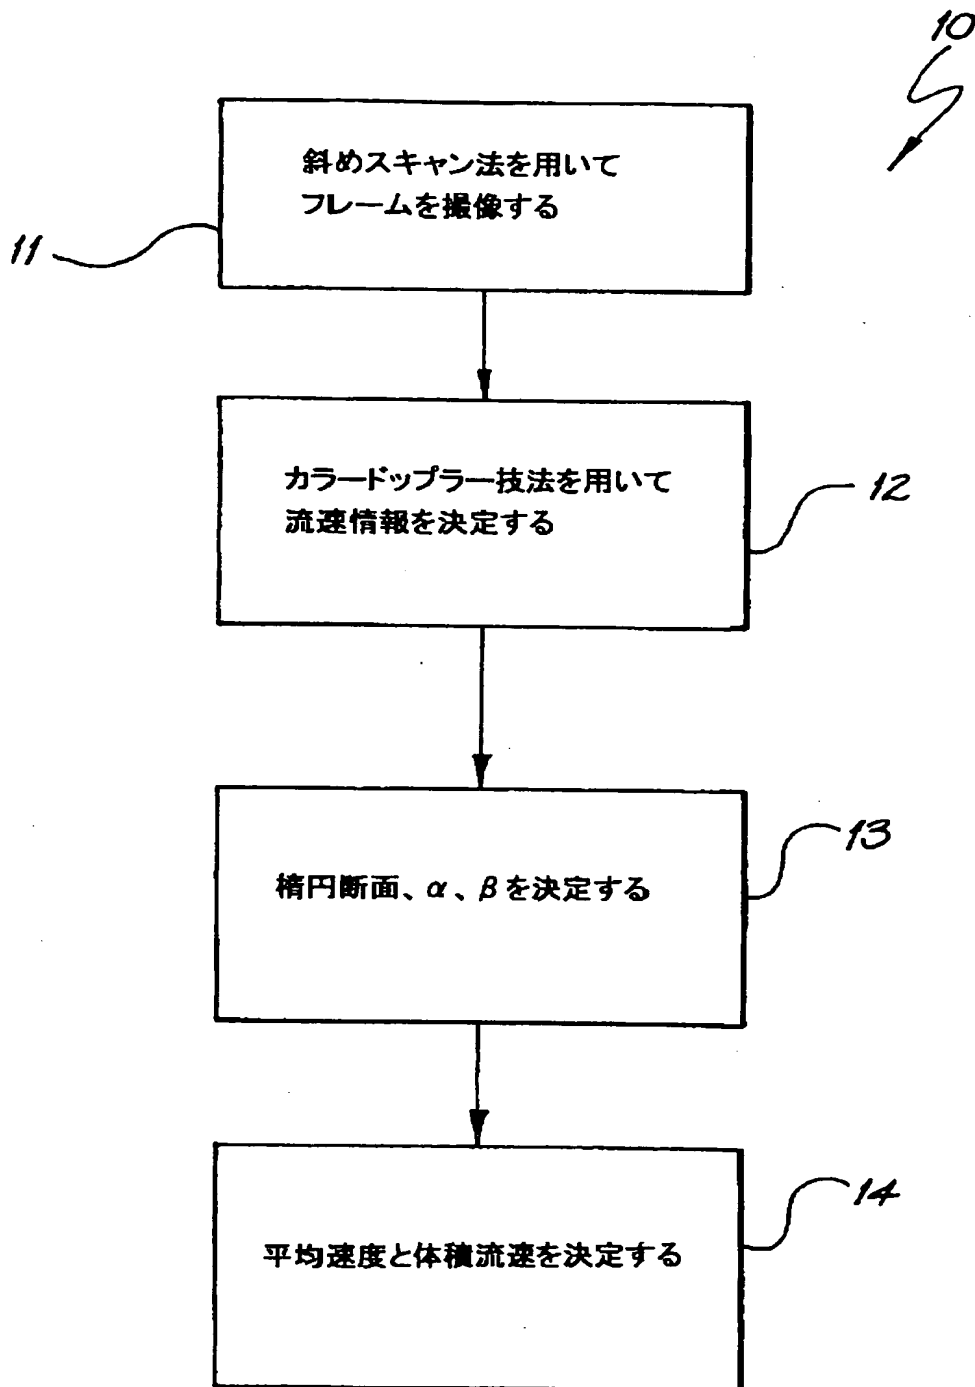 10
斜めスキャン法を用いて
フレームを撮像する
11
カラードップラー技法を用いて
流速情報を決定する
12
楕円断面、α、βを決定する
13
平均速度と体積流速を決定する
14